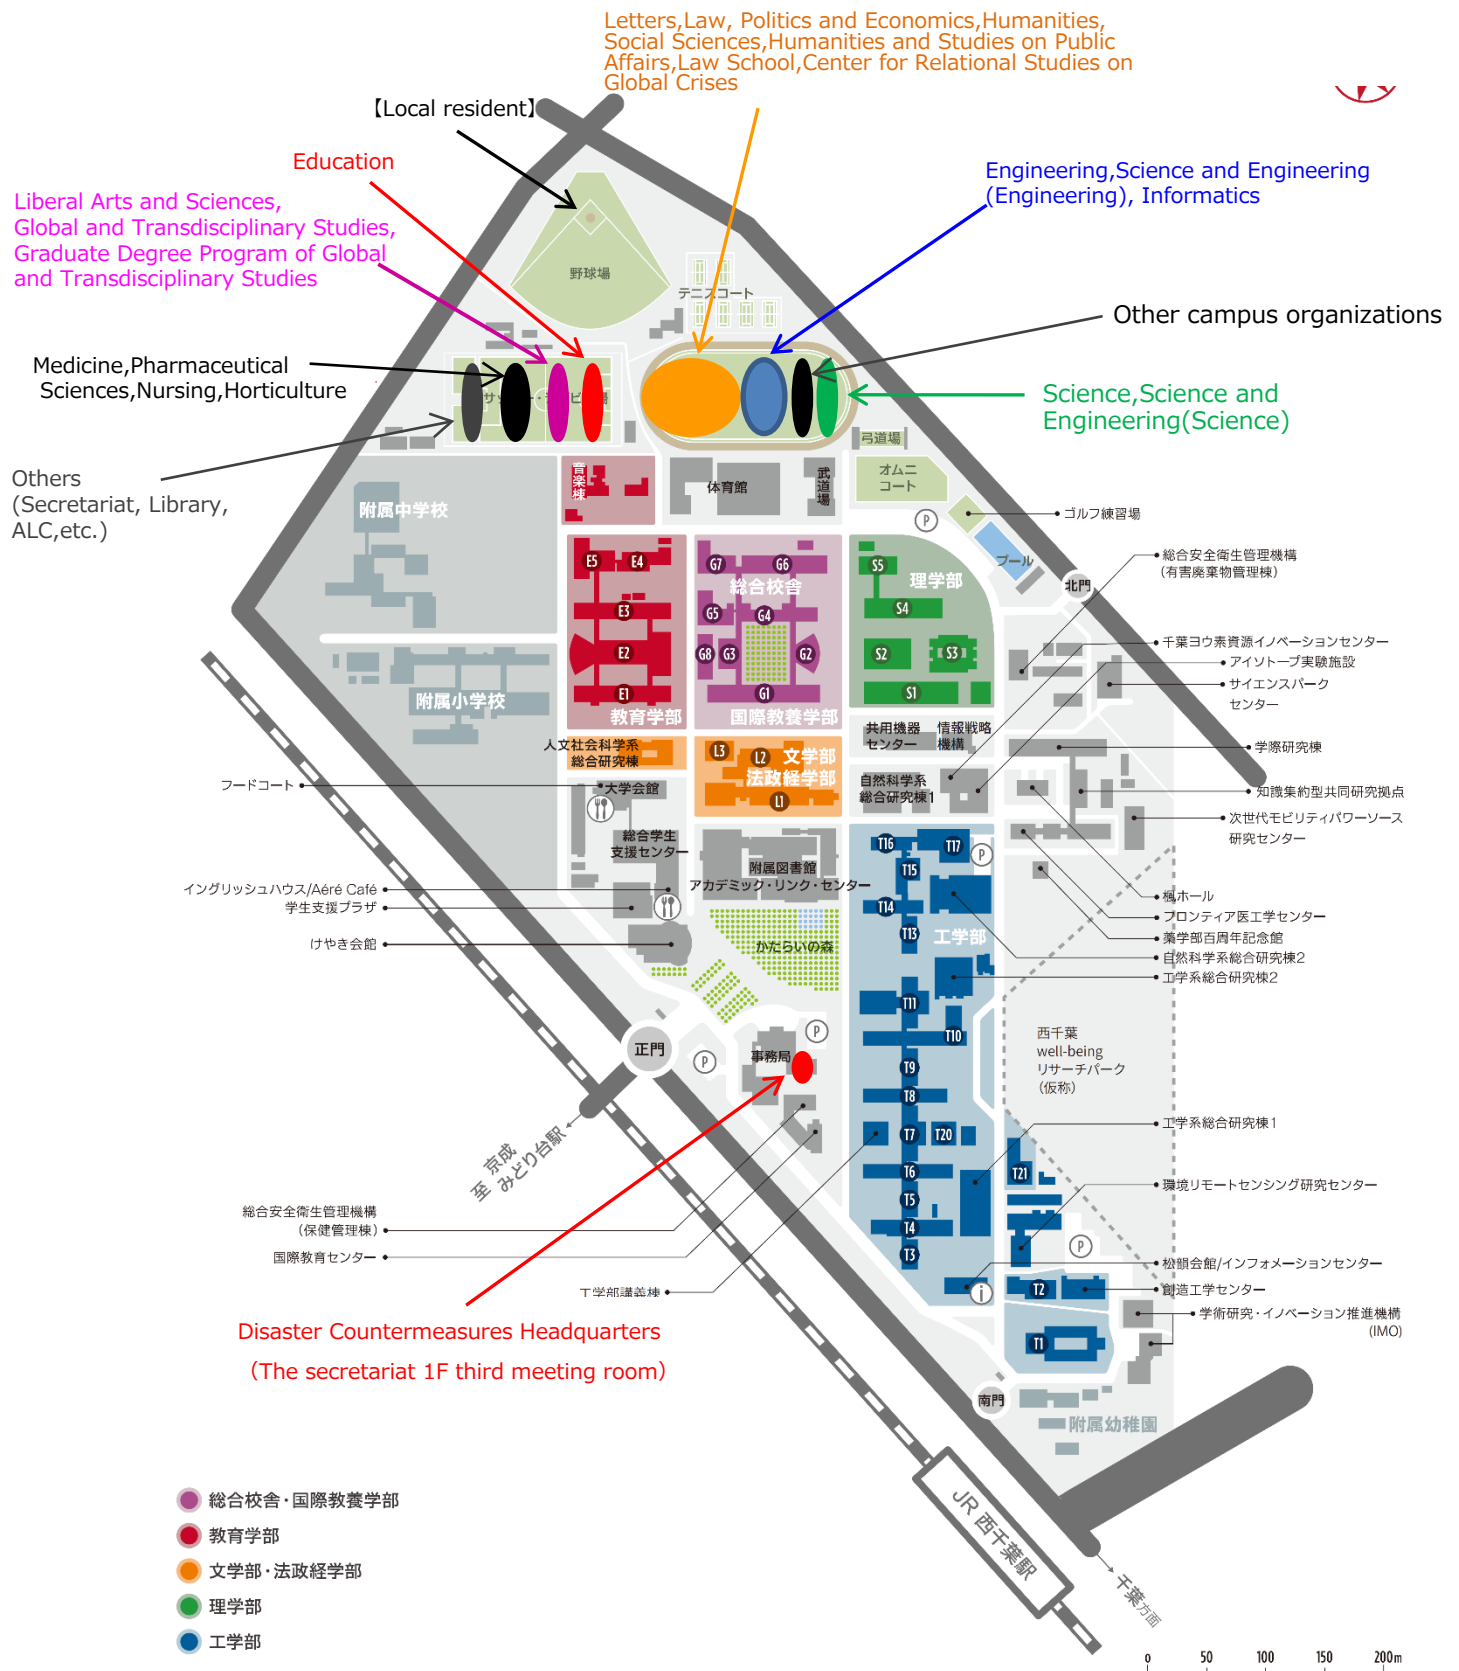 Letters,Law, Politics and Economics,Humanities,
Social Sciences,Humanities and Studies on Public
Affairs,Law School,Center for Relational Studies on
Global Crises
【Local resident】
Education
Engineering,Science and Engineering
(Engineering), Informatics
Liberal Arts and Sciences,
Global and Transdisciplinary Studies,
Graduate Degree Program of Global
and Transdisciplinary Studies
野球場
テニスコート
Other campus organizations
Medicine,Pharmaceutical
Sciences,Nursing,Horticulture
Science,Science and
Engineering(Science)
弓道場
Others
(Secretariat, Library,
ALC,etc.)
音楽棟
体育館
武道場
オムニ
コート
附属中学校
P
ゴルフ練習場
プール
北門
総合安全衛生管理機構
(有害廃棄物管理棟)
E5
E4
G7
G6
S5
総合校舎
理学部
E3
G5
G4
S4
E2
G8
G3
G2
S2
S3
E1
G1
S1
千葉ヨウ素資源イノベーションセンター
アイソトープ実験施設
サイエンスパーク
センター
附属小学校
教育学部
国際教養学部
共用機器
センター
情報戦略
機構
人文社会科学系
総合研究棟
L3
L2
文学部
法政経学部
L1
学際研究棟
フードコート
大学会館
自然科学系
総合研究棟1
知識集約型共同研究拠点
次世代モビリティパワーソース
研究センター
総合学生
支援センター
附属図書館
アカデミック・リンク・センター
T16
T17
P
T15
T14
T13
工学部
イングリッシュハウス/Aéré Café
学生支援プラザ
けやき会館
かたらいの森
楓ホール
フロンティア医工学センター
薬学部百周年記念館
自然科学系総合研究棟2
工学系総合研究棟2
T11
T10
T9
T8
T7
T20
T6
T5
T4
T3
正門
P
P
事務局
西千葉
well-being
リサーチパーク
(仮称)
工学系総合研究棟1
T21
環境リモートセンシング研究センター
P
至 京成
みどり台駅
総合安全衛生管理機構
(保健管理棟)
国際教育センター
工学部講義棟
松韻会館/インフォメーションセンター
i
T2
創造工学センター
学術研究・イノベーション推進機構
(IMO)
T1
Disaster Countermeasures Headquarters
（The secretariat 1F third meeting room）
南門
附属幼稚園
JR 西千葉駅
千葉方面
総合校舎・国際教養学部
教育学部
文学部・法政経学部
理学部
工学部
0 50 100 150 200m